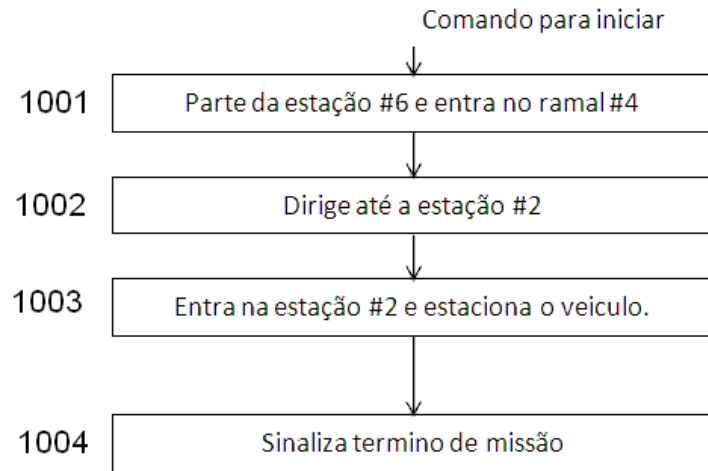 Comando para iniciar
1001 Parte da estação #6 e entra no ramal #4
1002 Dirige até a estação #2
1003 Entra na estação #2 e estaciona o veiculo.
1004 Sinaliza termino de missão